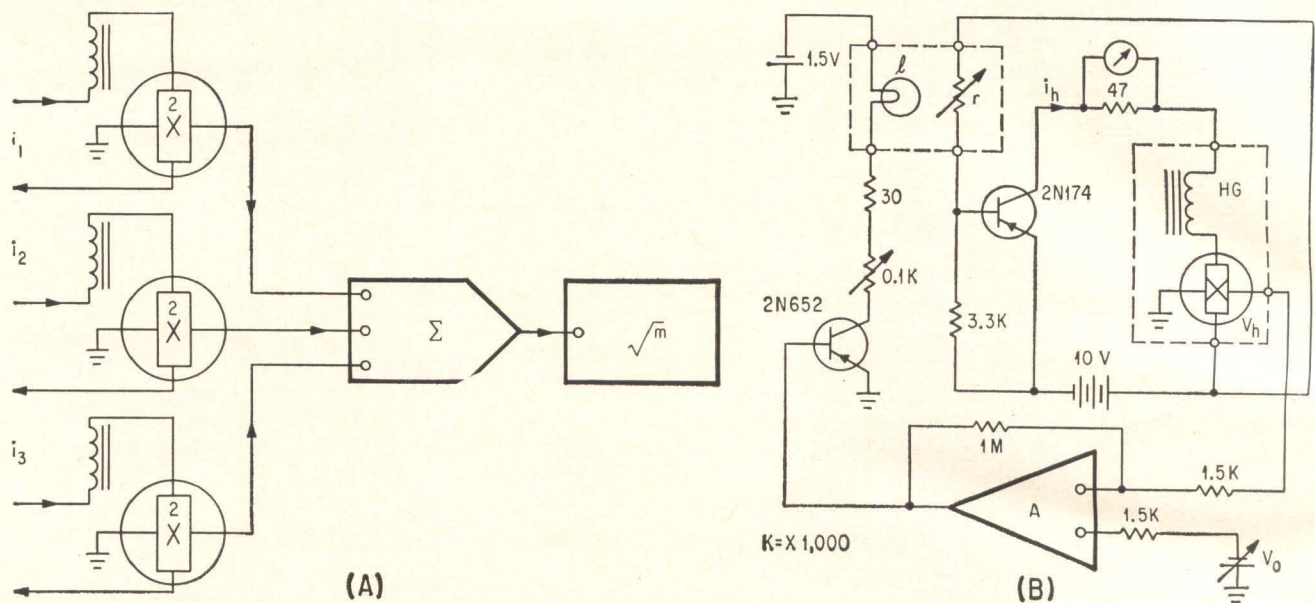 i1
2
X
i2
2
X
i3
2
X
Σ
√m
(A)
1.5V
ℓ
r
30
0.1K
2N652
3.3K
2N174
ih
47
HG
Vh
10 V
1M
1.5K
1.5K
A
V0
K=X 1,000
(B)